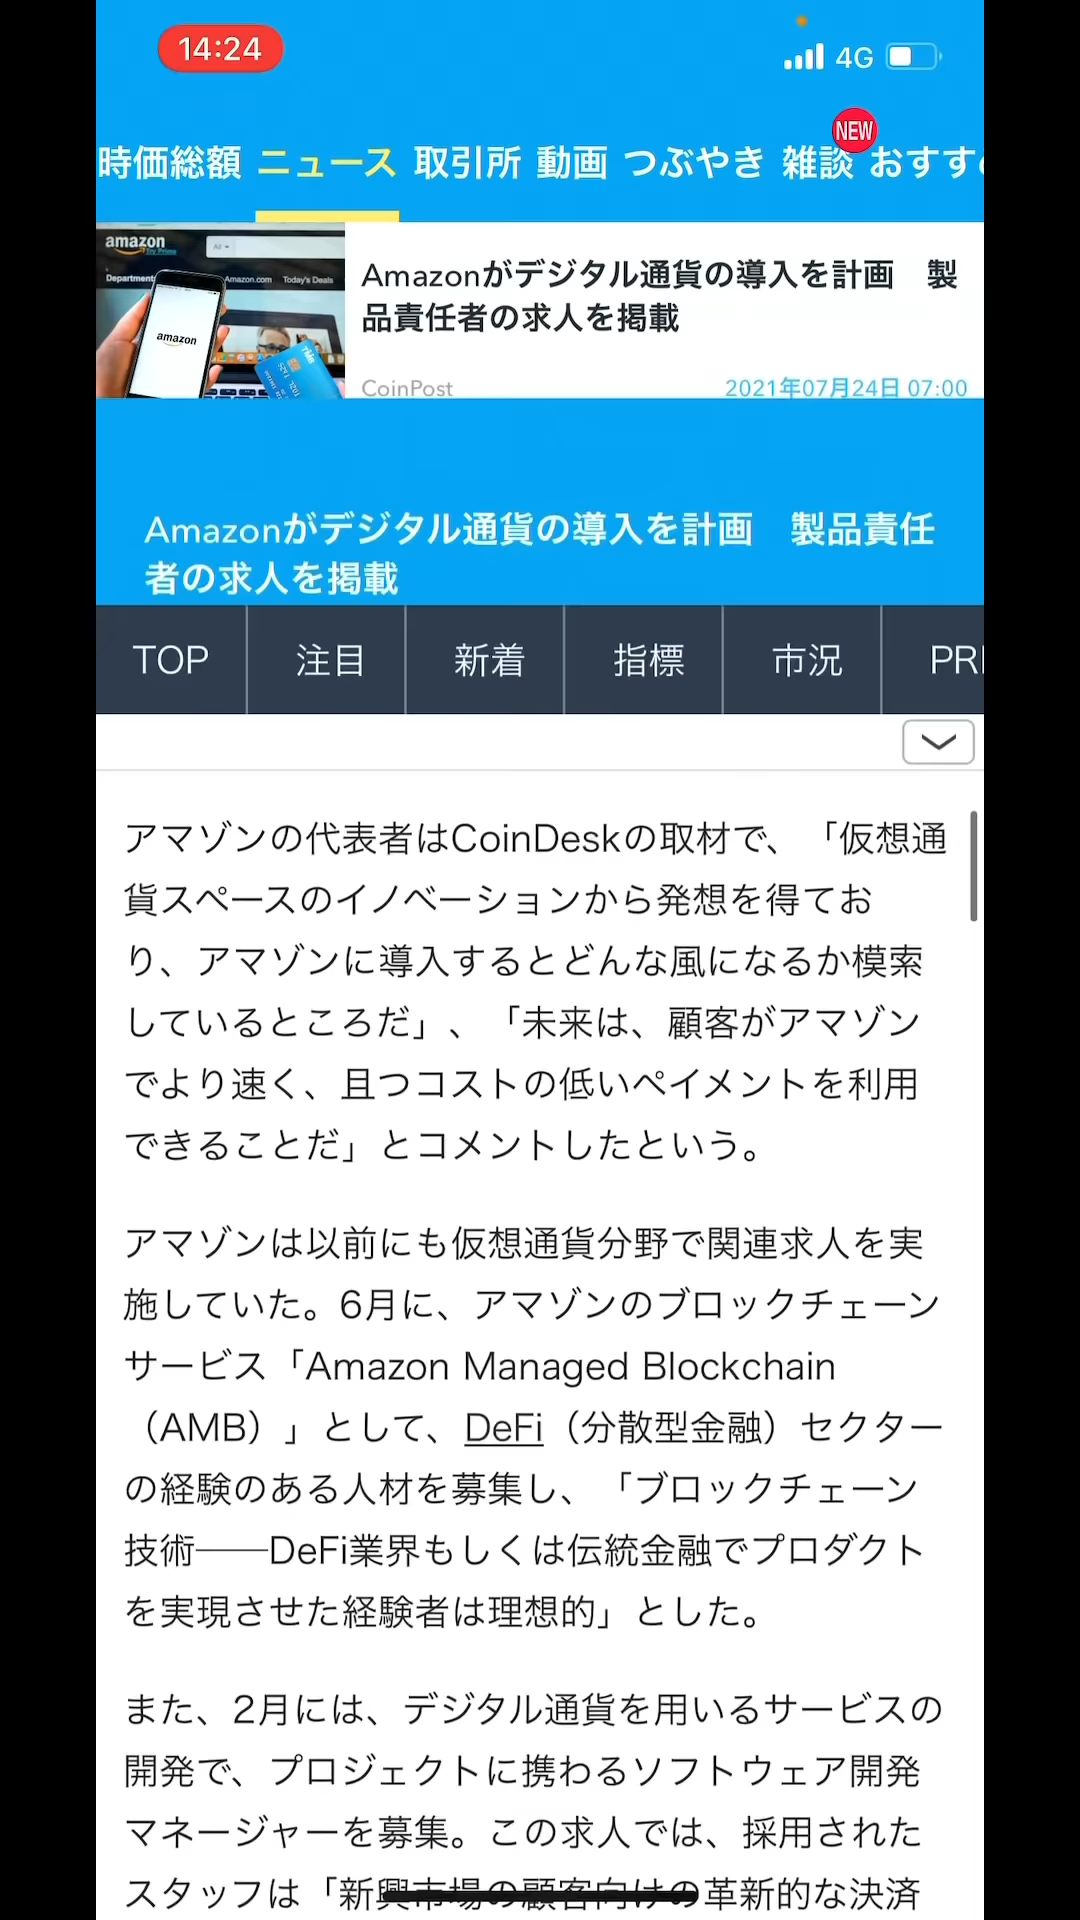 14:24
4G
NEW
時価総額 ニュース 取引所 動画 つぶやき 雑談 おすす
amazon
Try Prime
All
Departments
Amazon.com Today's Deals
amazon
Amazonがデジタル通貨の導入を計画 製
品責任者の求人を掲載
CoinPost 2021年07月24日 07:00
Amazonがデジタル通貨の導入を計画 製品責任
者の求人を掲載
TOP 注目 新着 指標 市況 PR
アマゾンの代表者はCoinDeskの取材で、「仮想通
貨スペースのイノベーションから発想を得てお
り、アマゾンに導入するとどんな風になるか模索
しているところだ」、「未来は、顧客がアマゾン
でより速く、且つコストの低いペイメントを利用
できることだ」とコメントしたという。
アマゾンは以前にも仮想通貨分野で関連求人を実
施していた。6月に、アマゾンのブロックチェーン
サービス「Amazon Managed Blockchain
（AMB）」として、DeFi（分散型金融）セクター
の経験のある人材を募集し、「ブロックチェーン
技術——DeFi業界もしくは伝統金融でプロダクト
を実現させた経験者は理想的」とした。
また、2月には、デジタル通貨を用いるサービスの
開発で、プロジェクトに携わるソフトウェア開発
マネージャーを募集。この求人では、採用された
スタッフは「新興市場の顧客向けの革新的な決済